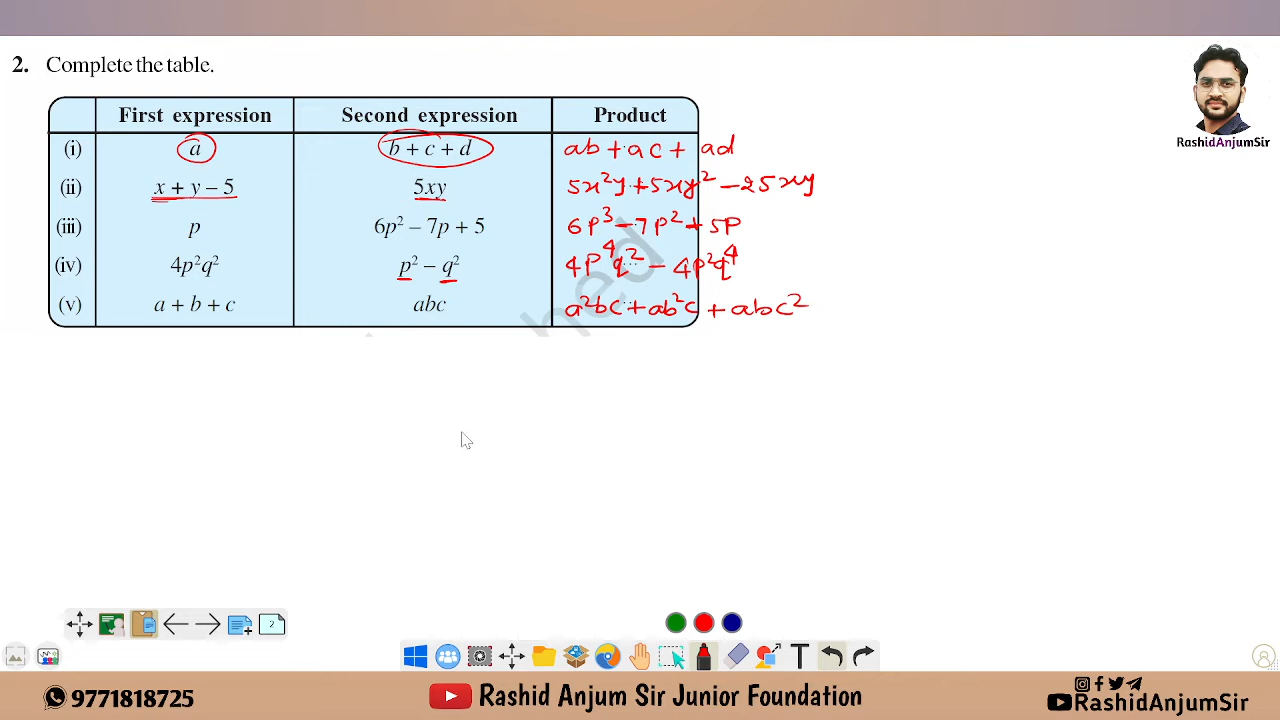 2. Complete the table.
First expression Second expression Product
RashidAnjumSir
(i) a b + c + d ab + ac + ad
(ii) x + y – 5 5xy 5x²y + 5xy² – 25xy
(iii) p 6p² – 7p + 5 6p³ – 7p² + 5p
(iv) 4p²q² p² – q² 4p⁴q² – 4p²q⁴
(v) a + b + c abc a²bc + ab²c + abc²
hed
2
T
9771818725 Rashid Anjum Sir Junior Foundation RashidAnjumSir